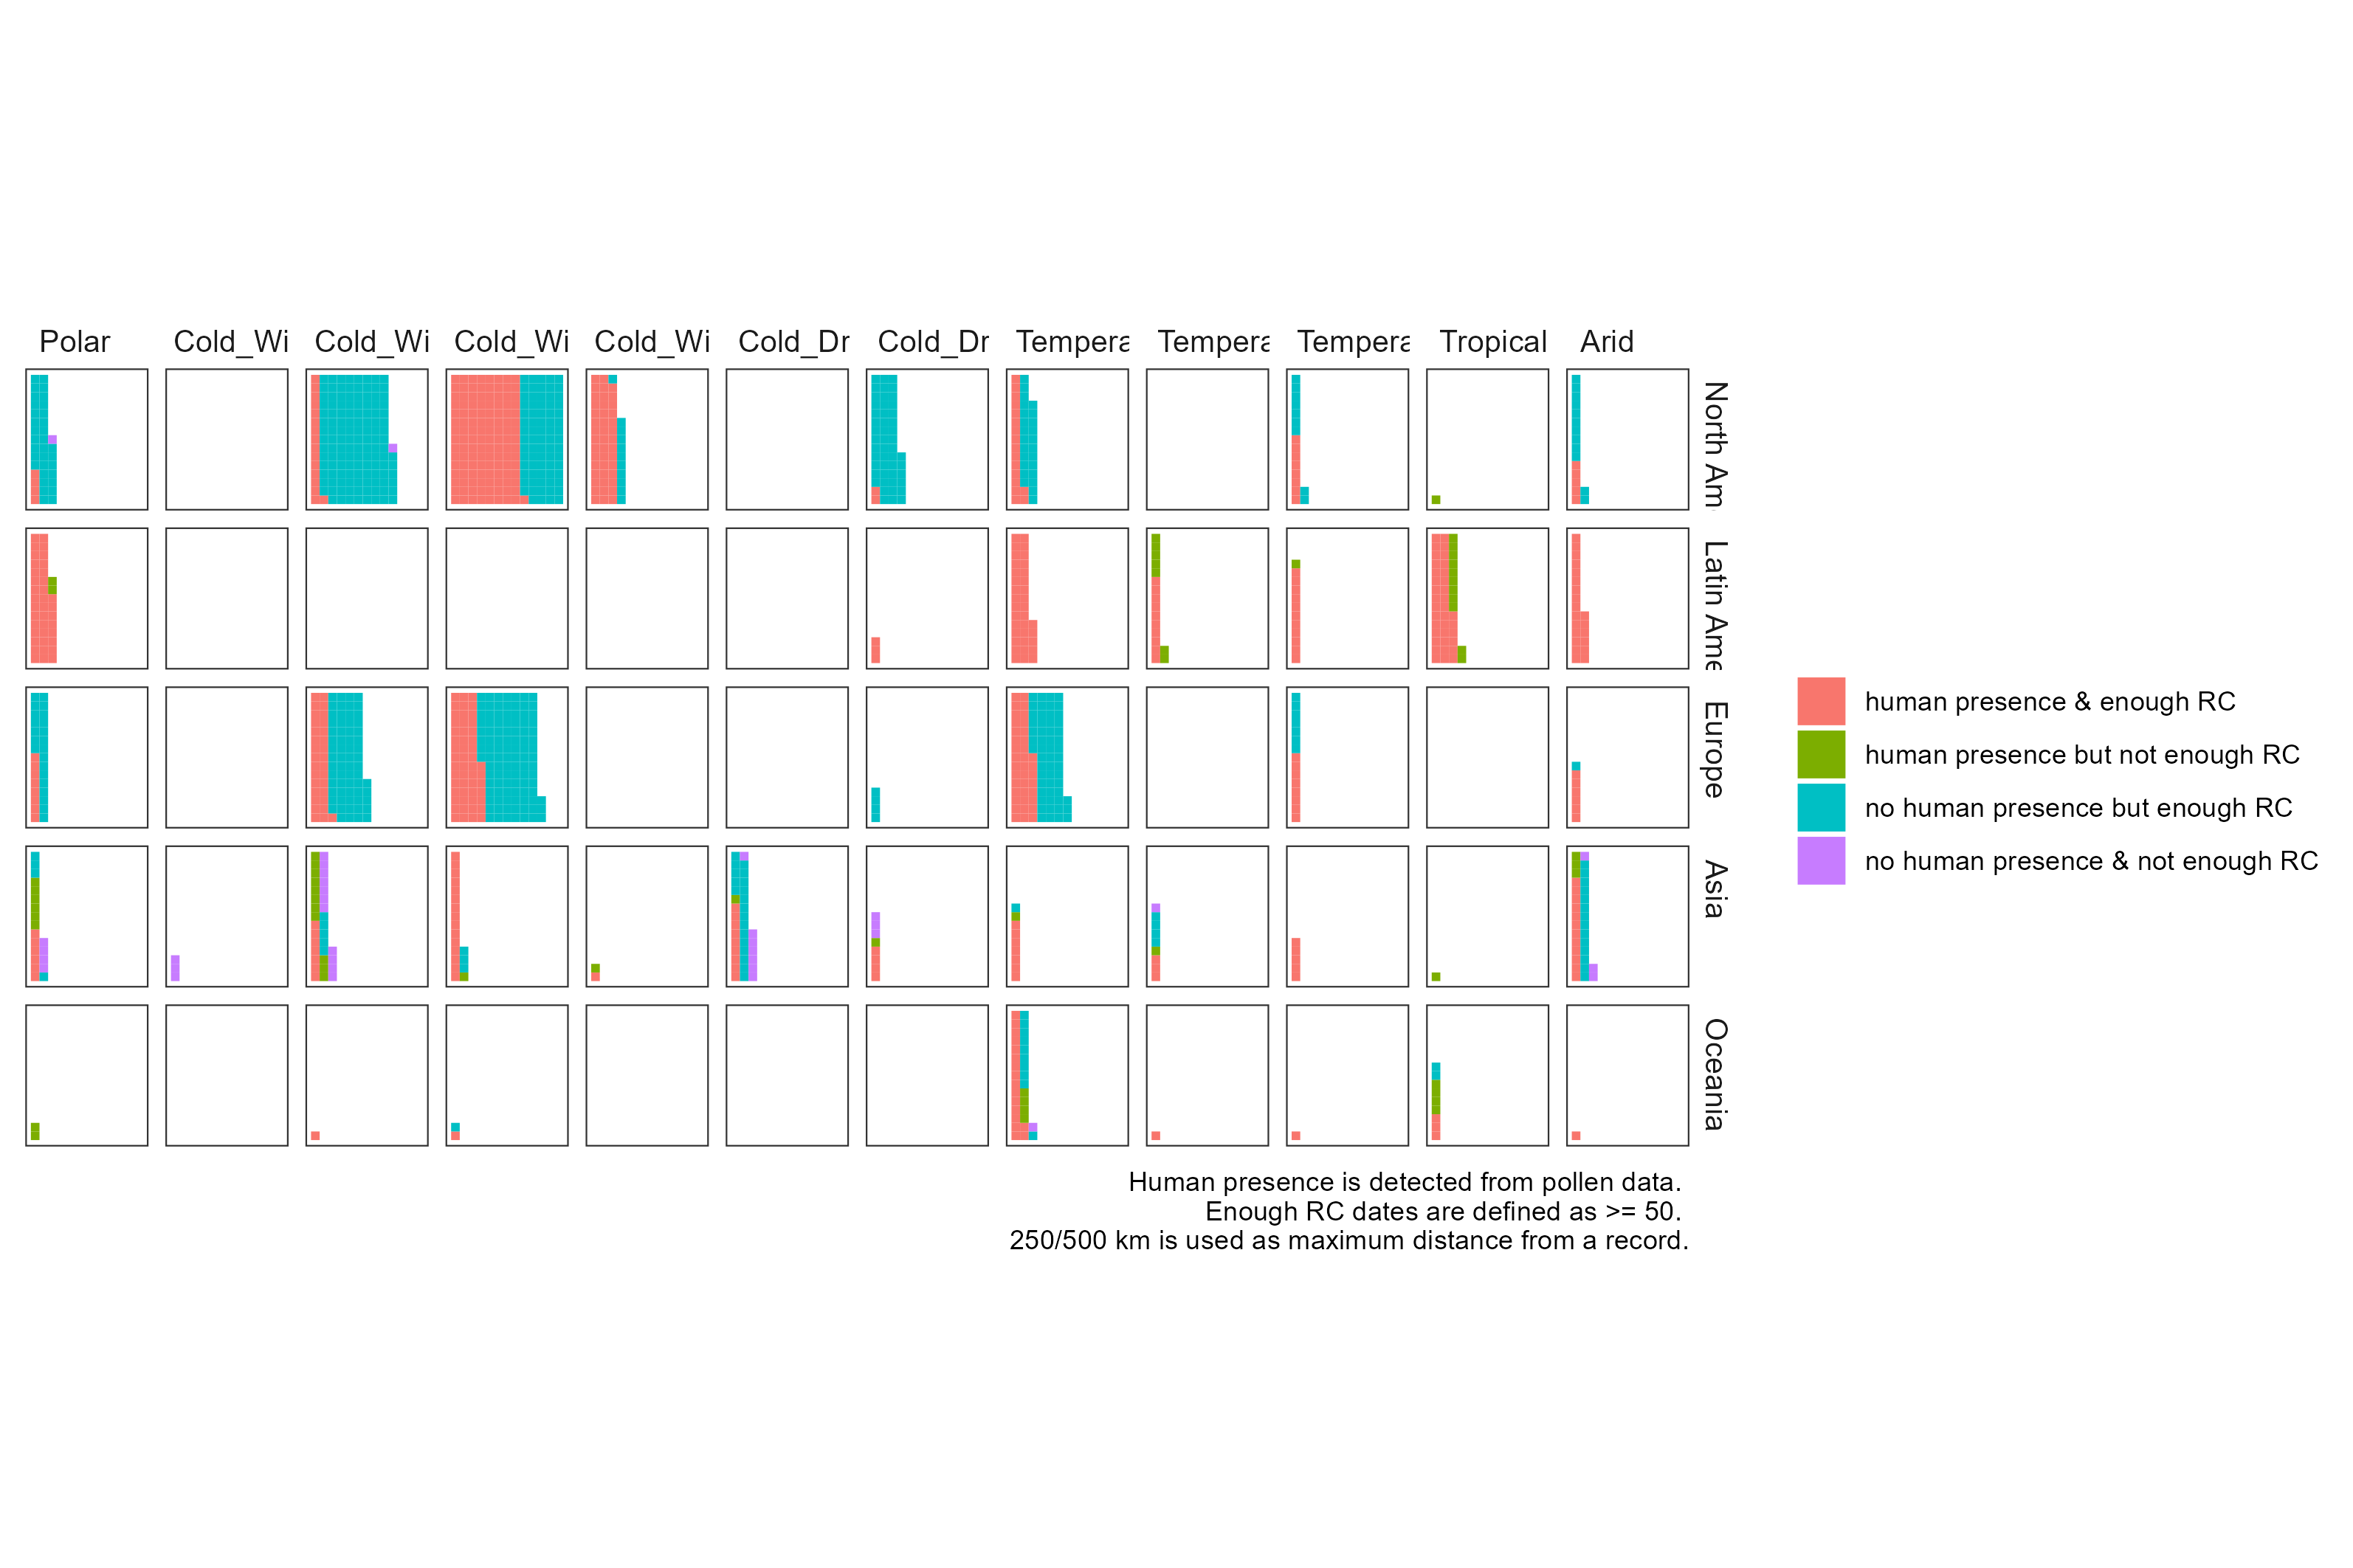 Polar
Cold_Wi
Cold_Wi
Cold_Wi
Cold_Wi
Cold_Dr
Cold_Dr
Tempera
Tempera
Tempera
Tropical
Arid
North Am
Latin Ame
Europe
Asia
Oceania
human presence & enough RC
human presence but not enough RC
no human presence but enough RC
no human presence & not enough RC
Human presence is detected from pollen data.
Enough RC dates are defined as >= 50.
250/500 km is used as maximum distance from a record.